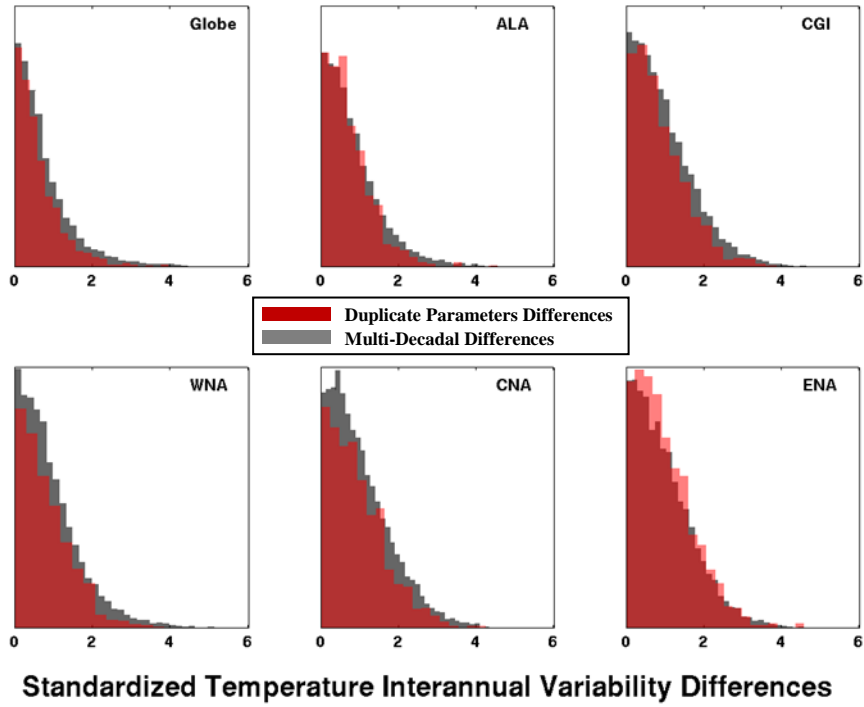 Globe
ALA
CGI
0 2 4 6
0 2 4 6
0 2 4 6
Duplicate Parameters Differences
Multi-Decadal Differences
WNA
CNA
ENA
0 2 4 6
0 2 4 6
0 2 4 6
Standardized Temperature Interannual Variability Differences